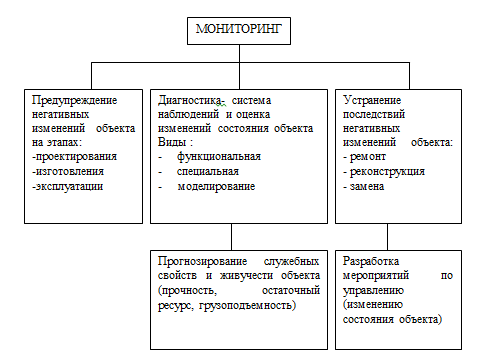 МОНИТОРИНГ
Предупреждение
негативных
изменений объекта
на этапах:
-проектирования
-изготовления
-эксплуатации
Диагностика- система
наблюдений и оценка
изменений состояния объекта
Виды :
- функциональная
- специальная
- моделирование
Устранение
последствий
негативных
изменений объекта:
- ремонт
- реконструкция
- замена
Прогнозирование служебных
свойств и живучести объекта
(прочность, остаточный
ресурс, грузоподъемность)
Разработка
мероприятий по
управлению
(изменению
состояния объекта)